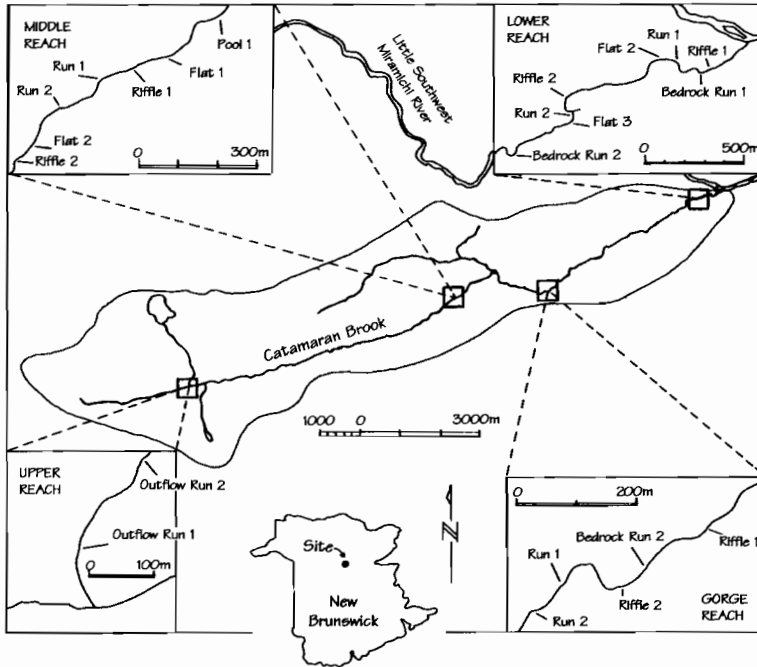 MIDDLE
REACH
Pool 1
Run 1
Flat 1
Run 2
Riffle 1
Flat 2
Riffle 2
0 300m
Little Southwest
Miramichi River
LOWER
REACH
Run 1
Flat 2
Riffle 1
Riffle 2
Bedrock Run 1
Run 2
Flat 3
Bedrock Run 2
0 500m
Catamaran Brook
1000 0 3000m
UPPER
REACH
Outflow Run 2
Outflow Run 1
0 100m
Site
New
Brunswick
N
0 200m
Bedrock Run 2
Riffle 1
Run 1
Riffle 2
Run 2
GORGE
REACH